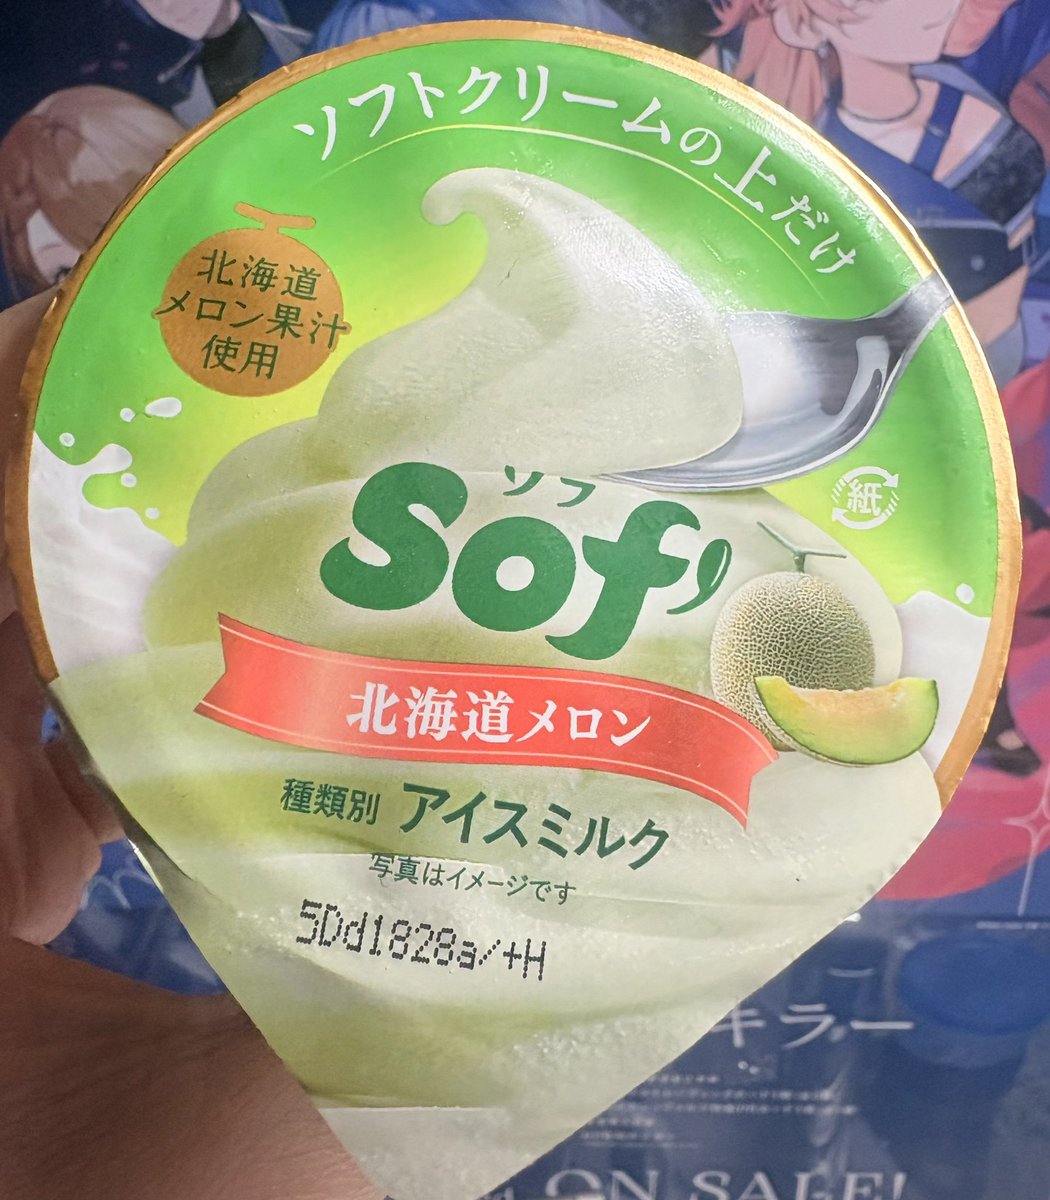 ソフトクリームの上だけ
北海道
メロン果汁
使用
ソフ
Sof'
紙
北海道メロン
種類別 アイスミルク
写真はイメージです
5Dd1828a/+H
キラー
ON SALE!